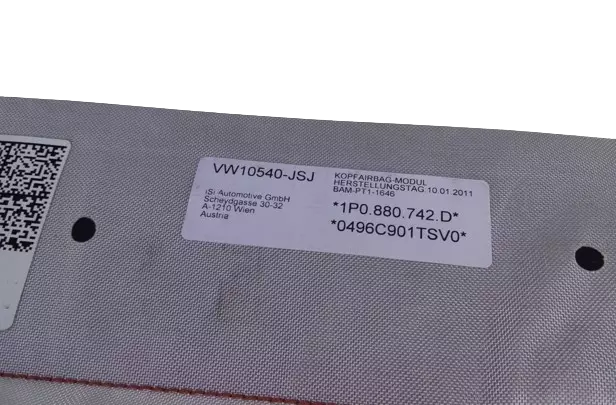 VW10540-JSJ
iSi Automotive GmbH
Scheydgasse 30-32
A-1210 Wien
Austria
KOPFAIRBAG-MODUL
HERSTELLUNGSTAG.10.01 2011
BAM-PT1-1646
*1P0.880.742.D*
*0496C901TSV0*